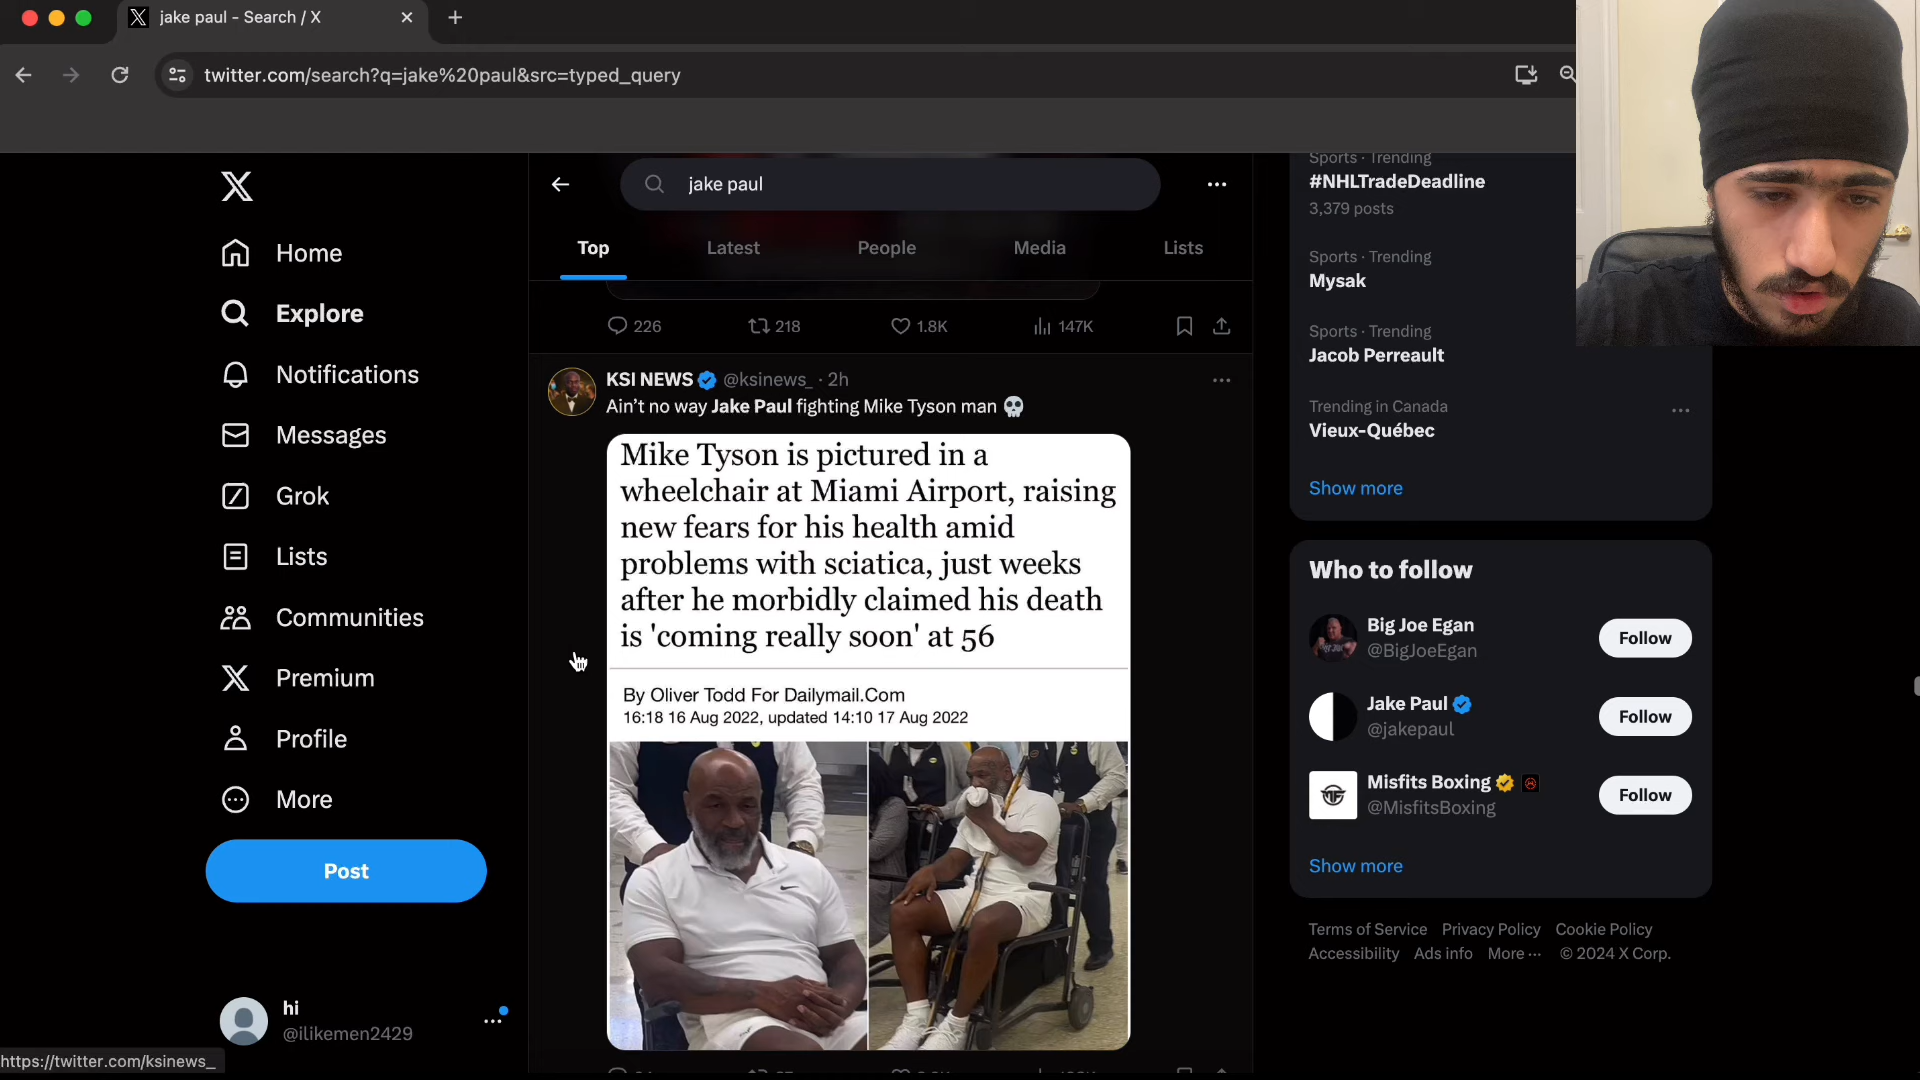 jake paul - Search / X
twitter.com/search?q=jake%20paul&src=typed_query
jake paul
Top
Latest
People
Media
Lists
Home
Explore
Notifications
Messages
Grok
Lists
Communities
Premium
Profile
More
Post
hi
@ilikemen2429
https://twitter.com/ksinews_
226
218
1.8K
147K
KSI NEWS @ksinews_ · 2h
Ain't no way Jake Paul fighting Mike Tyson man 💀
Mike Tyson is pictured in a
wheelchair at Miami Airport, raising
new fears for his health amid
problems with sciatica, just weeks
after he morbidly claimed his death
is 'coming really soon' at 56
By Oliver Todd For Dailymail.Com
16:18 16 Aug 2022, updated 14:10 17 Aug 2022
Sports · Trending
#NHLTradeDeadline
3,379 posts
Sports · Trending
Mysak
Sports · Trending
Jacob Perreault
Trending in Canada
Vieux-Québec
Show more
Who to follow
Big Joe Egan
@BigJoeEgan
Follow
Jake Paul
@jakepaul
Follow
Misfits Boxing
@MisfitsBoxing
Follow
Show more
Terms of Service Privacy Policy Cookie Policy
Accessibility Ads info More ··· © 2024 X Corp.